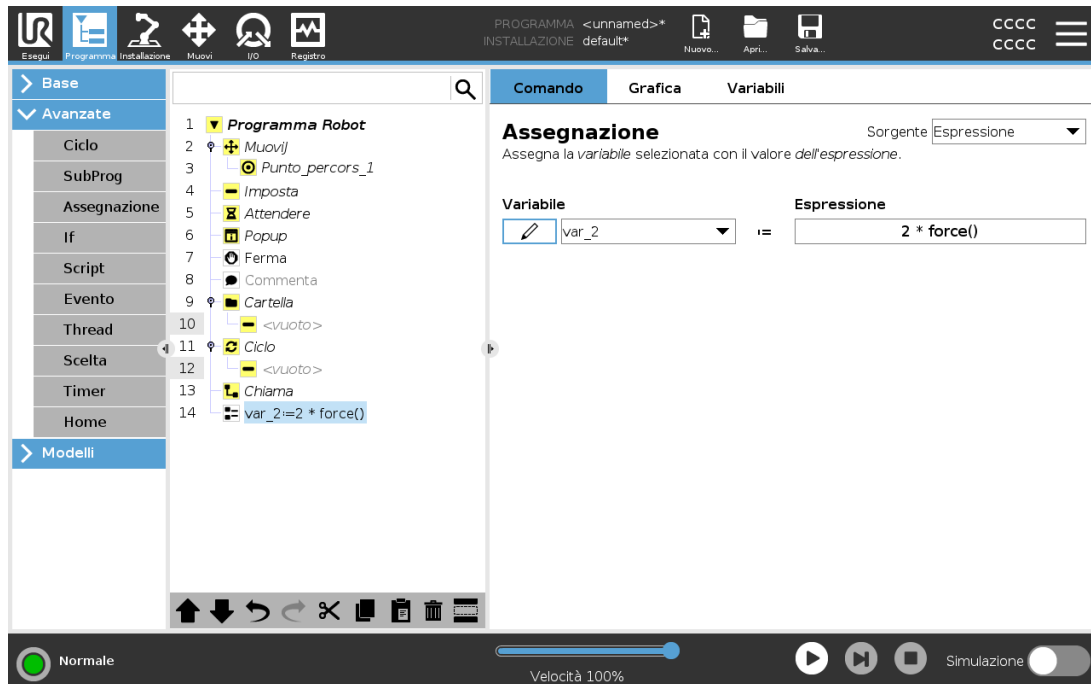 PROGRAMMA <unnamed>*
INSTALLAZIONE default*
CCCC
CCCC
Esegui Programma Installazione Muovi I/O Registro
Nuovo... Apri... Salva...
Base
Avanzate
Ciclo
SubProg
Assegnazione
If
Script
Evento
Thread
Scelta
Timer
Home
Modelli
1 Programma Robot
2 MuoviJ
3 Punto_percors_1
4 Imposta
5 Attendere
6 Popup
7 Ferma
8 Commenta
9 Cartella
10 <vuoto>
11 Ciclo
12 <vuoto>
13 Chiama
14 var_2:=2 * force()
Comando Grafica Variabili
Assegnazione
Sorgente Espressione
Assegna la variabile selezionata con il valore dell'espressione.
Variabile Espressione
var_2 := 2 * force()
Normale
Velocità 100%
Simulazione